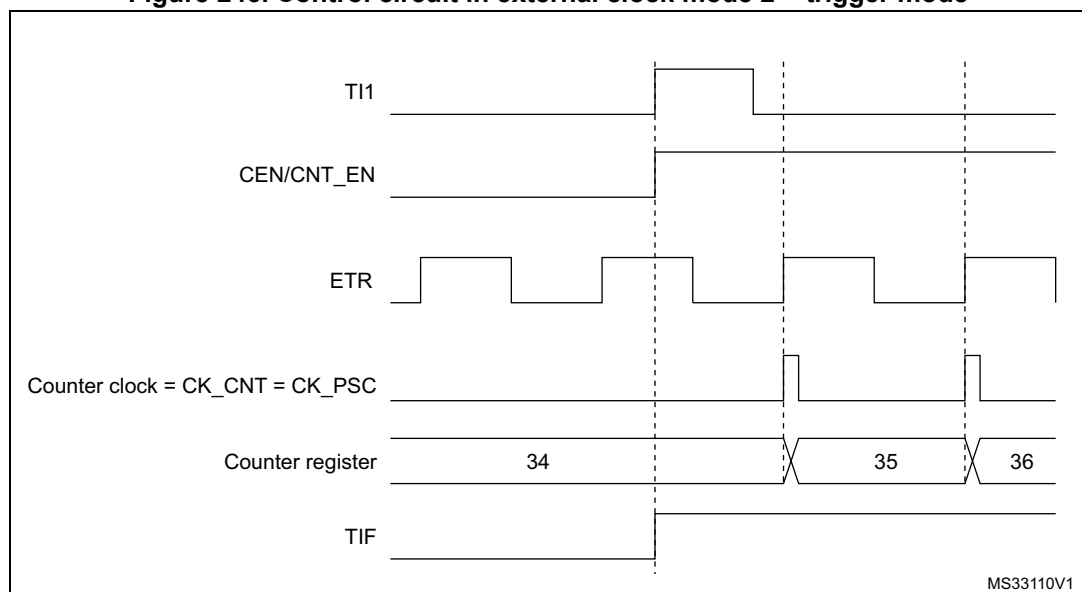 Figure 240. Control circuit in external clock mode 2 + trigger mode
TI1
CEN/CNT_EN
ETR
Counter clock = CK_CNT = CK_PSC
Counter register
34
35
36
TIF
MS33110V1